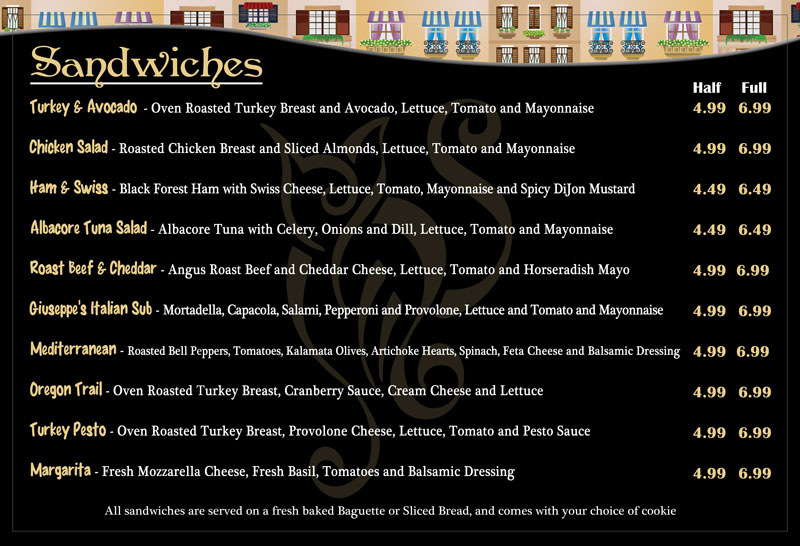 Sandwiches
Half Full
Turkey & Avocado - Oven Roasted Turkey Breast and Avocado, Lettuce, Tomato and Mayonnaise 4.99 6.99
Chicken Salad - Roasted Chicken Breast and Sliced Almonds, Lettuce, Tomato and Mayonnaise 4.99 6.99
Ham & Swiss - Black Forest Ham with Swiss Cheese, Lettuce, Tomato, Mayonnaise and Spicy DiJon Mustard 4.49 6.49
Albacore Tuna Salad - Albacore Tuna with Celery, Onions and Dill, Lettuce, Tomato and Mayonnaise 4.49 6.49
Roast Beef & Cheddar - Angus Roast Beef and Cheddar Cheese, Lettuce, Tomato and Horseradish Mayo 4.99 6.99
Giuseppe's Italian Sub - Mortadella, Capacola, Salami, Pepperoni and Provolone, Lettuce and Tomato and Mayonnaise 4.99 6.99
Mediterranean - Roasted Bell Peppers, Tomatoes, Kalamata Olives, Artichoke Hearts, Spinach, Feta Cheese and Balsamic Dressing 4.99 6.99
Oregon Trail - Oven Roasted Turkey Breast, Cranberry Sauce, Cream Cheese and Lettuce 4.99 6.99
Turkey Pesto - Oven Roasted Turkey Breast, Provolone Cheese, Lettuce, Tomato and Pesto Sauce 4.99 6.99
Margarita - Fresh Mozzarella Cheese, Fresh Basil, Tomatoes and Balsamic Dressing 4.99 6.99
All sandwiches are served on a fresh baked Baguette or Sliced Bread, and comes with your choice of cookie